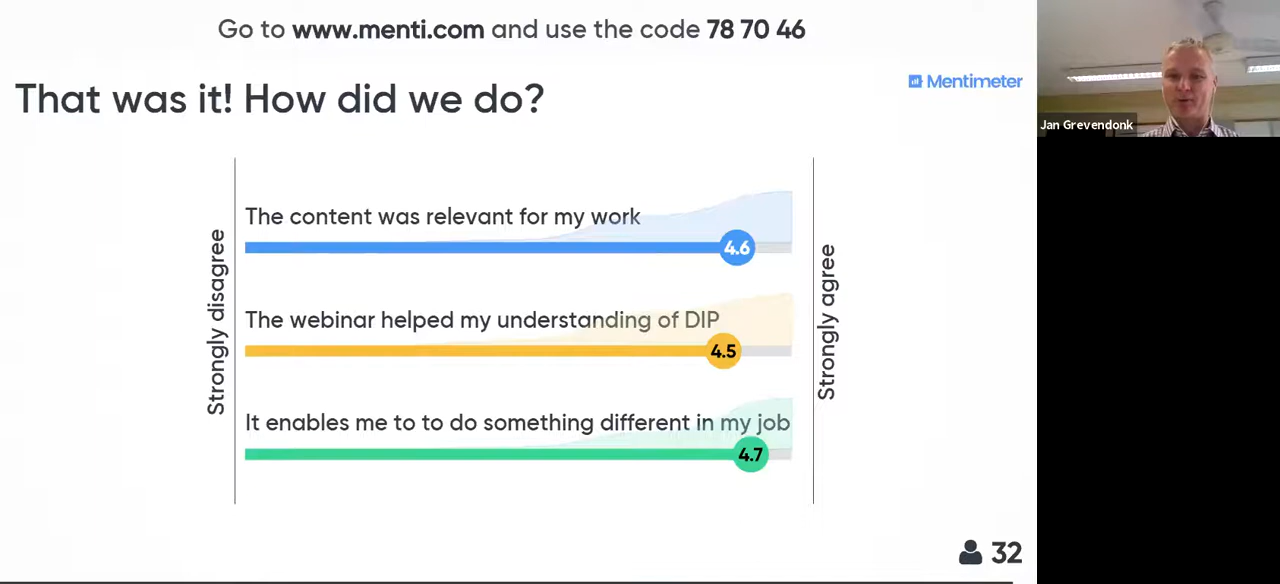 Go to www.menti.com and use the code 78 70 46
That was it! How did we do?
Mentimeter
Jan Grevendonk
Strongly disagree
The content was relevant for my work
4.6
The webinar helped my understanding of DIP
4.5
It enables me to to do something different in my job
4.7
Strongly agree
32